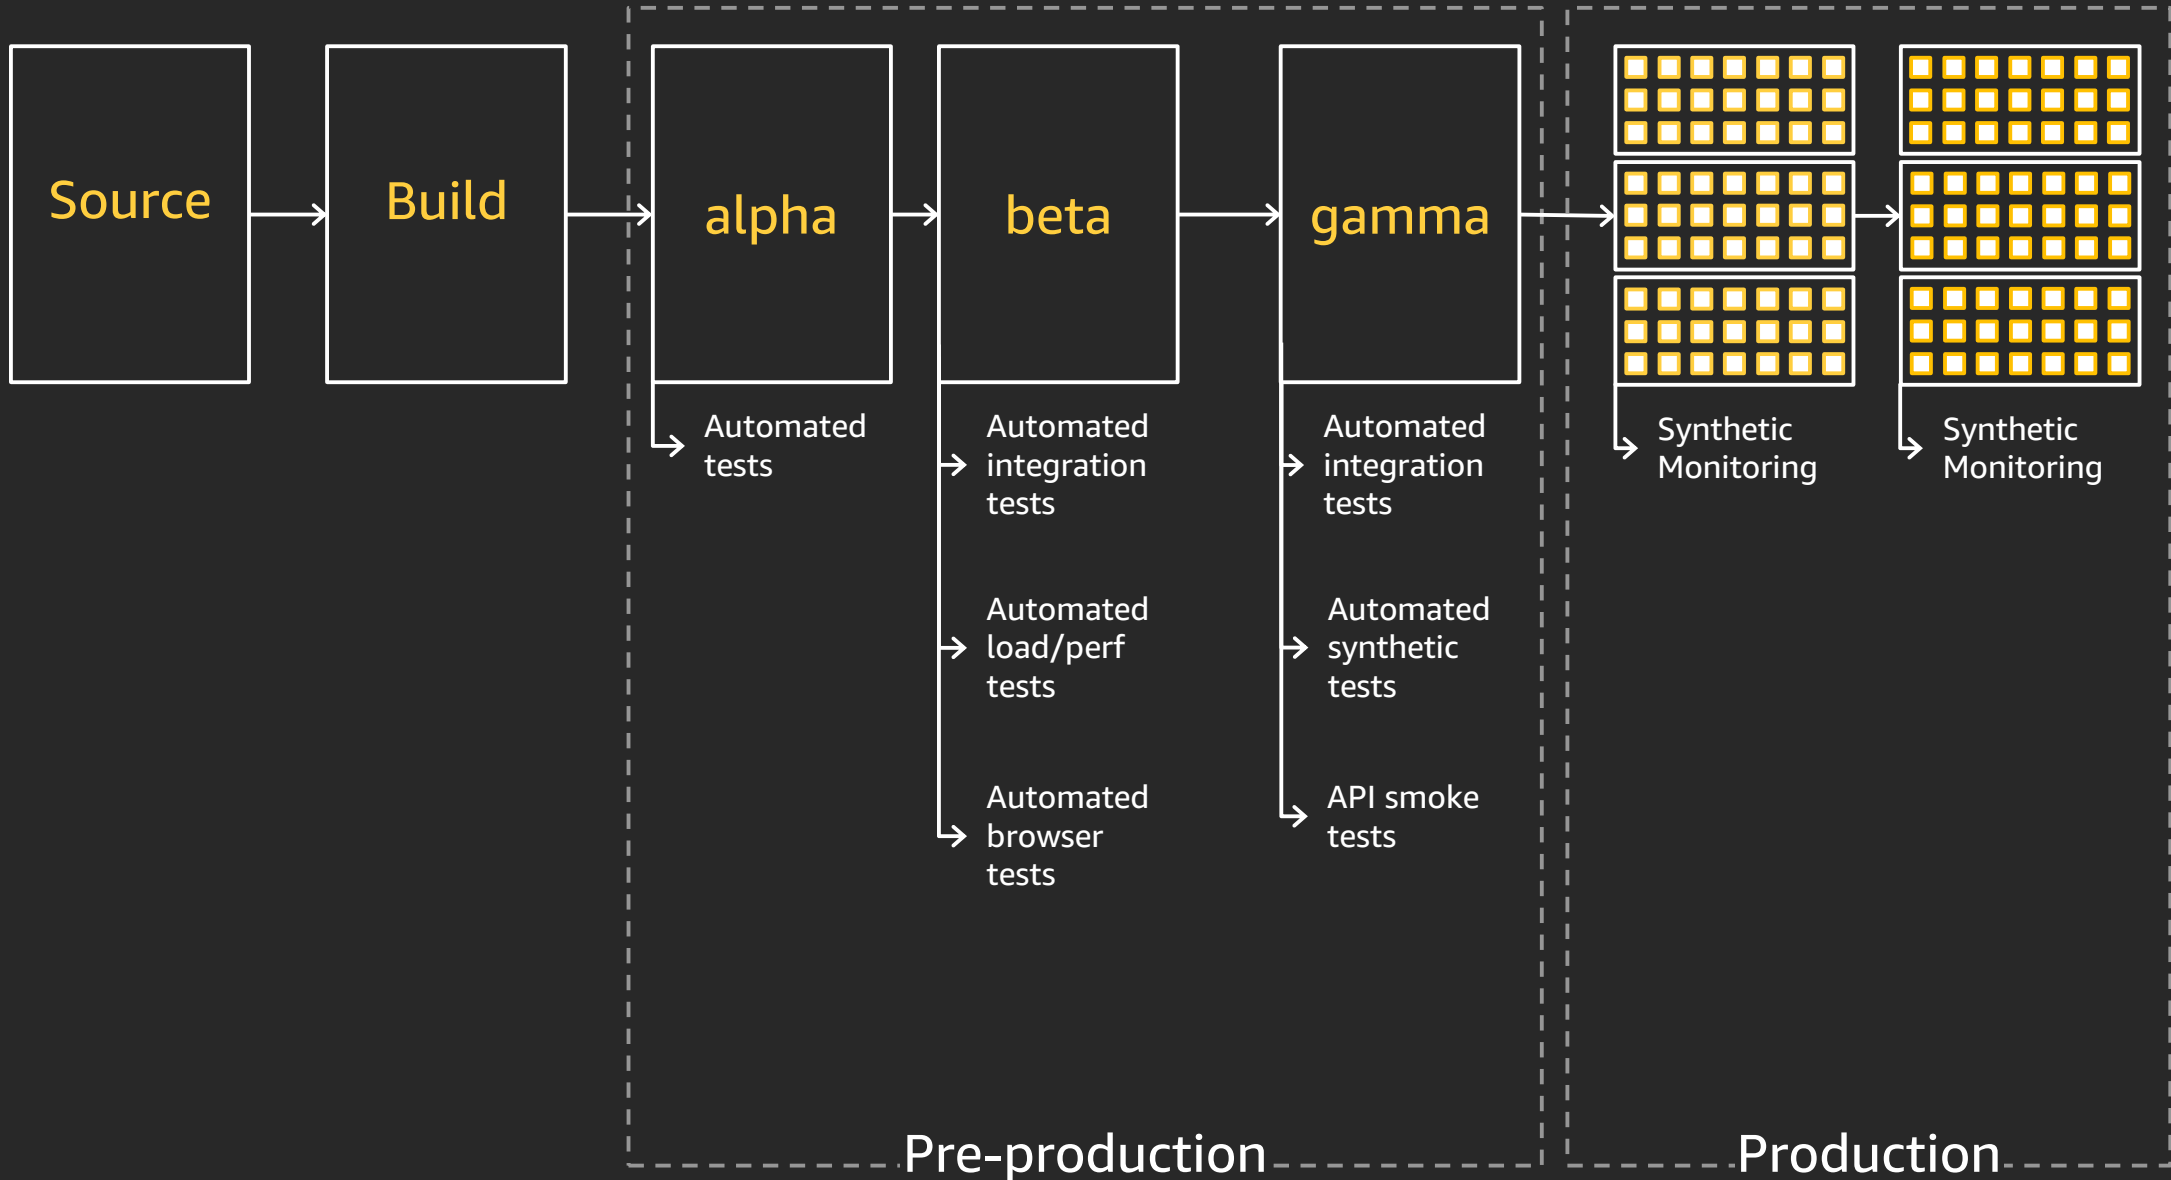 Source
Build
alpha
beta
gamma
Automated
tests
Automated
integration
tests
Automated
load/perf
tests
Automated
browser
tests
Automated
integration
tests
Automated
synthetic
tests
API smoke
tests
Synthetic
Monitoring
Synthetic
Monitoring
Pre-production
Production